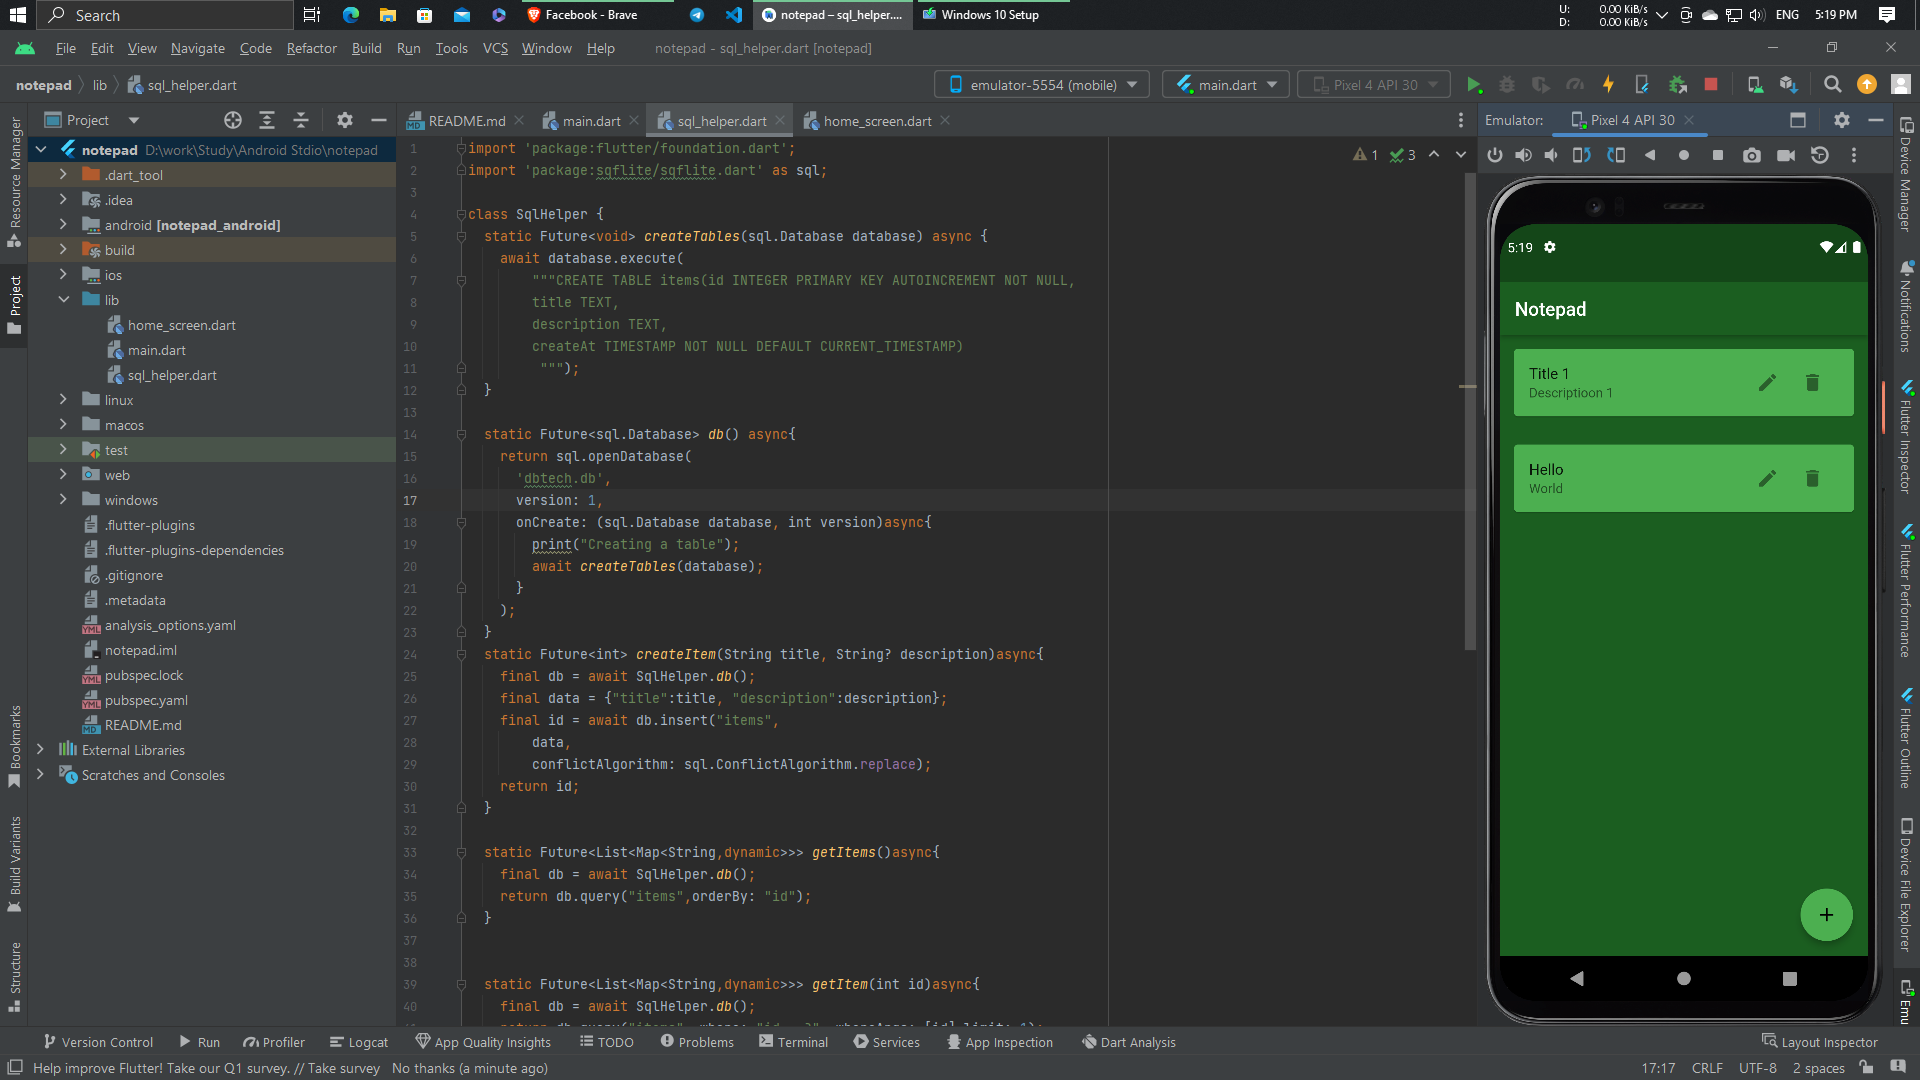 Search
Facebook - Brave
notepad – sql_helper....
Windows 10 Setup
U: 0.00 KiB/s
D: 0.00 KiB/s
ENG
5:19 PM
File Edit View Navigate Code Refactor Build Run Tools VCS Window Help
notepad - sql_helper.dart [notepad]
notepad lib sql_helper.dart
emulator-5554 (mobile)
main.dart
Pixel 4 API 30
Project
README.md
main.dart
sql_helper.dart
home_screen.dart
Emulator: Pixel 4 API 30
Resource Manager
Project
Bookmarks
Build Variants
Structure
notepad D:\work\Study\Android Stdio\notepad
.dart_tool
.idea
android [notepad_android]
build
ios
lib
home_screen.dart
main.dart
sql_helper.dart
linux
macos
test
web
windows
.flutter-plugins
.flutter-plugins-dependencies
.gitignore
.metadata
analysis_options.yaml
notepad.iml
pubspec.lock
pubspec.yaml
README.md
External Libraries
Scratches and Consoles
1 3
1 import 'package:flutter/foundation.dart';
2 import 'package:sqflite/sqflite.dart' as sql;
3
4 class SqlHelper {
5 static Future<void> createTables(sql.Database database) async {
6 await database.execute(
7 """CREATE TABLE items(id INTEGER PRIMARY KEY AUTOINCREMENT NOT NULL,
8 title TEXT,
9 description TEXT,
10 createAt TIMESTAMP NOT NULL DEFAULT CURRENT_TIMESTAMP)
11 """);
12 }
13
14 static Future<sql.Database> db() async{
15 return sql.openDatabase(
16 'dbtech.db',
17 version: 1,
18 onCreate: (sql.Database database, int version)async{
19 print("Creating a table");
20 await createTables(database);
21 }
22 );
23 }
24 static Future<int> createItem(String title, String? description)async{
25 final db = await SqlHelper.db();
26 final data = {"title":title, "description":description};
27 final id = await db.insert("items",
28 data,
29 conflictAlgorithm: sql.ConflictAlgorithm.replace);
30 return id;
31 }
32
33 static Future<List<Map<String,dynamic>>> getItems()async{
34 final db = await SqlHelper.db();
35 return db.query("items",orderBy: "id");
36 }
37
38
39 static Future<List<Map<String,dynamic>>> getItem(int id)async{
40 final db = await SqlHelper.db();
5:19
Notepad
Title 1
Descriptioon 1
Hello
World
+
Device Manager
Notifications
Flutter Inspector
Flutter Performance
Flutter Outline
Device File Explorer
Emu
Version Control Run Profiler Logcat App Quality Insights TODO Problems Terminal Services App Inspection Dart Analysis
Layout Inspector
Help improve Flutter! Take our Q1 survey. // Take survey No thanks (a minute ago)
17:17 CRLF UTF-8 2 spaces